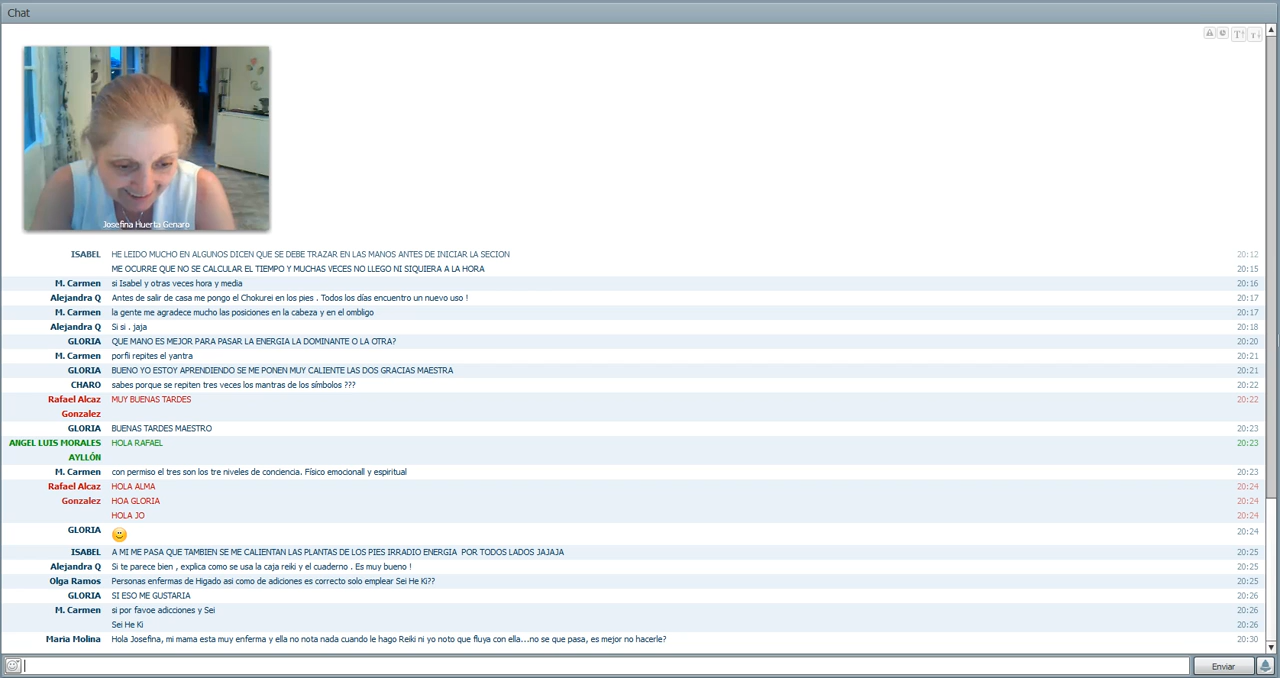 Chat
Josefina Huerta Genaro
ISABEL HE LEIDO MUCHO EN ALGUNOS DICEN QUE SE DEBE TRAZAR EN LAS MANOS ANTES DE INICIAR LA SECION 20:12
ME OCURRE QUE NO SE CALCULAR EL TIEMPO Y MUCHAS VECES NO LLEGO NI SIQUIERA A LA HORA 20:15
M. Carmen si Isabel y otras veces hora y media 20:16
Alejandra Q Antes de salir de casa me pongo el Chokurei en los pies . Todos los días encuentro un nuevo uso ! 20:17
M. Carmen la gente me agradece mucho las posiciones en la cabeza y en el ombligo 20:17
Alejandra Q Si si . jaja 20:18
GLORIA QUE MANO ES MEJOR PARA PASAR LA ENERGIA LA DOMINANTE O LA OTRA? 20:20
M. Carmen porfii repites el yantra 20:21
GLORIA BUENO YO ESTOY APRENDIENDO SE ME PONEN MUY CALIENTE LAS DOS GRACIAS MAESTRA 20:21
CHARO sabes porque se repiten tres veces los mantras de los símbolos ??? 20:22
Rafael Alcaz MUY BUENAS TARDES 20:22
Gonzalez
GLORIA BUENAS TARDES MAESTRO 20:23
ANGEL LUIS MORALES HOLA RAFAEL 20:23
AYLLÓN
M. Carmen con permiso el tres son los tre niveles de conciencia. Físico emocionall y espiritual 20:23
Rafael Alcaz HOLA ALMA 20:24
Gonzalez HOA GLORIA 20:24
HOLA JO 20:24
GLORIA 20:24
ISABEL A MI ME PASA QUE TAMBIEN SE ME CALIENTAN LAS PLANTAS DE LOS PIES IRRADIO ENERGIA POR TODOS LADOS JAJAJA 20:25
Alejandra Q Si te parece bien , explica como se usa la caja reiki y el cuaderno . Es muy bueno ! 20:25
Olga Ramos Personas enfermas de Higado asi como de adiciones es correcto solo emplear Sei He Ki?? 20:25
GLORIA SI ESO ME GUSTARIA 20:26
M. Carmen si por favoe adicciones y Sei 20:26
Sei He Ki 20:26
Maria Molina Hola Josefina, mi mama esta muy enferma y ella no nota nada cuando le hago Reiki ni yo noto que fluya con ella...no se que pasa, es mejor no hacerle? 20:30
Enviar